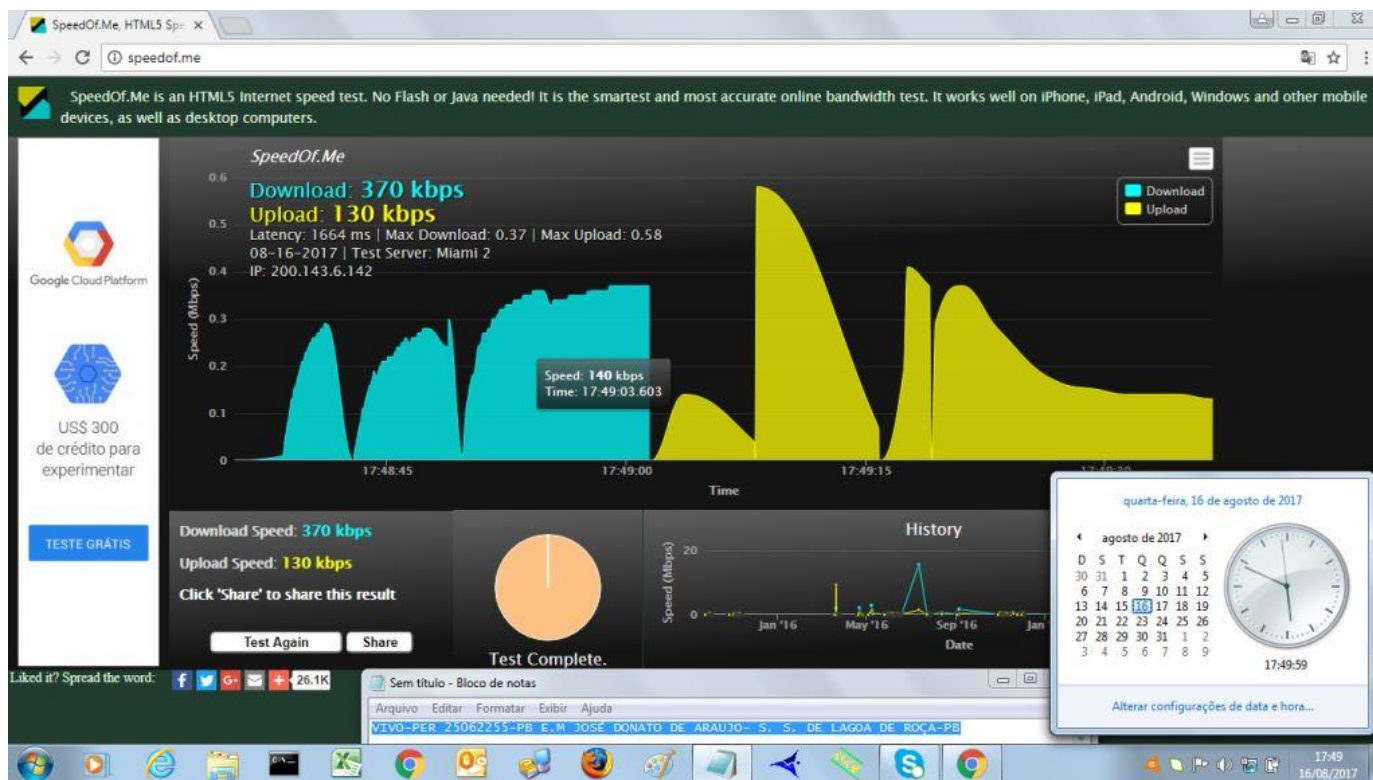 SpeedOf.Me, HTML5 Spe
speedof.me
SpeedOf.Me is an HTML5 Internet speed test. No Flash or Java needed! It is the smartest and most accurate online bandwidth test. It works well on iPhone, iPad, Android, Windows and other mobile
devices, as well as desktop computers.
SpeedOf.Me
Download: 370 kbps
Upload: 130 kbps
Latency: 1664 ms | Max Download: 0.37 | Max Upload: 0.58
08-16-2017 | Test Server: Miami 2
IP: 200.143.6.142
Download
Upload
0.6
0.5
0.4
0.3
0.2
0.1
0
Speed (Mbps)
Speed: 140 kbps
Time: 17:49:03.603
17:48:45 17:49:00 17:49:15 17:49:30
Time
Google Cloud Platform
US$ 300
de crédito para
experimentar
TESTE GRÁTIS
Download Speed: 370 kbps
Upload Speed: 130 kbps
Click 'Share' to share this result
Test Again Share
Test Complete.
History
Speed (Mbps)
20
0
Jan '16 May '16 Sep '16 Jan
Date
quarta-feira, 16 de agosto de 2017
agosto de 2017
D S T Q Q S S
30 31 1 2 3 4 5
6 7 8 9 10 11 12
13 14 15 16 17 18 19
20 21 22 23 24 25 26
27 28 29 30 31 1 2
3 4 5 6 7 8 9
17:49:59
Alterar configurações de data e hora...
Liked it? Spread the word: f G+ 26.1K
Sem título - Bloco de notas
Arquivo Editar Formatar Exibir Ajuda
VIVO-PER 25062255-PB E.M JOSÉ DONATO DE ARAUJO- S. S. DE LAGOA DE ROÇA-PB
17:49
16/08/2017